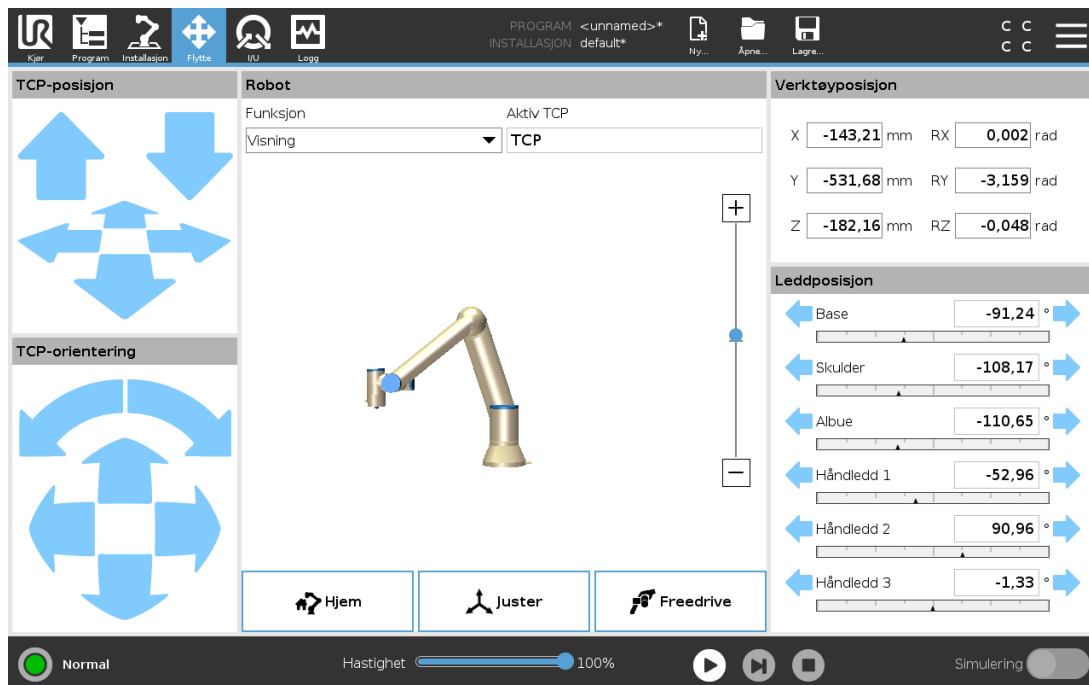 PROGRAM <unnamed>*
INSTALLASJON default*
UR
Kjør Program Installasjon Flytte I/U Logg Ny... Åpne... Lagre...
C C
C C
TCP-posisjon
Robot
Verktøyposisjon
Funksjon Aktiv TCP
Visning TCP
X -143,21 mm RX 0,002 rad
Y -531,68 mm RY -3,159 rad
Z -182,16 mm RZ -0,048 rad
Leddposisjon
Base -91,24 °
Skulder -108,17 °
Albue -110,65 °
Håndledd 1 -52,96 °
Håndledd 2 90,96 °
Håndledd 3 -1,33 °
TCP-orientering
Hjem Juster Freedrive
Normal Hastighet 100% Simulering